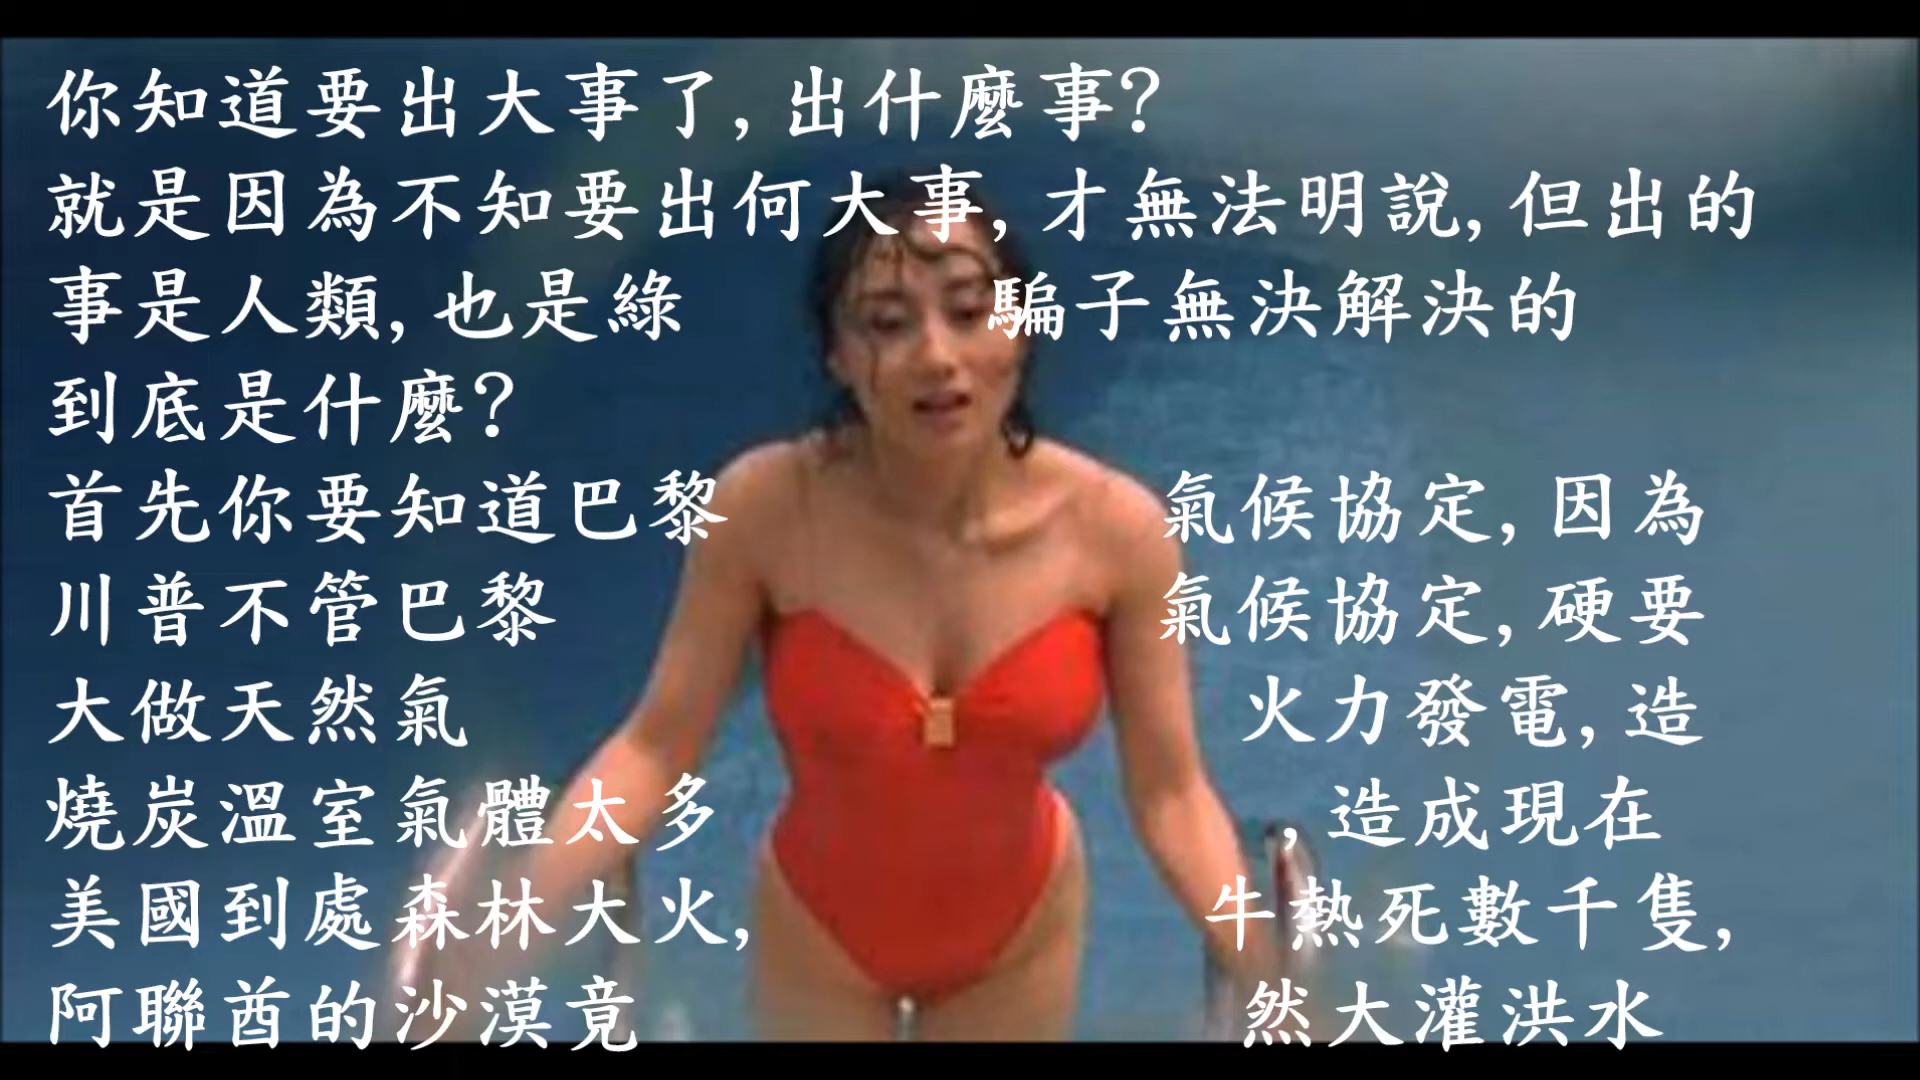 你知道要出大事了,出什麼事?
就是因為不知要出何大事,才無法明說,但出的
事是人類,也是綠 騙子無決解決的
到底是什麼?
首先你要知道巴黎 氣候協定,因為
川普不管巴黎 氣候協定,硬要
大做天然氣 火力發電,造
燒炭溫室氣體太多 ,造成現在
美國到處森林大火, 牛熱死數千隻,
阿聯酋的沙漠竟 然大灌洪水